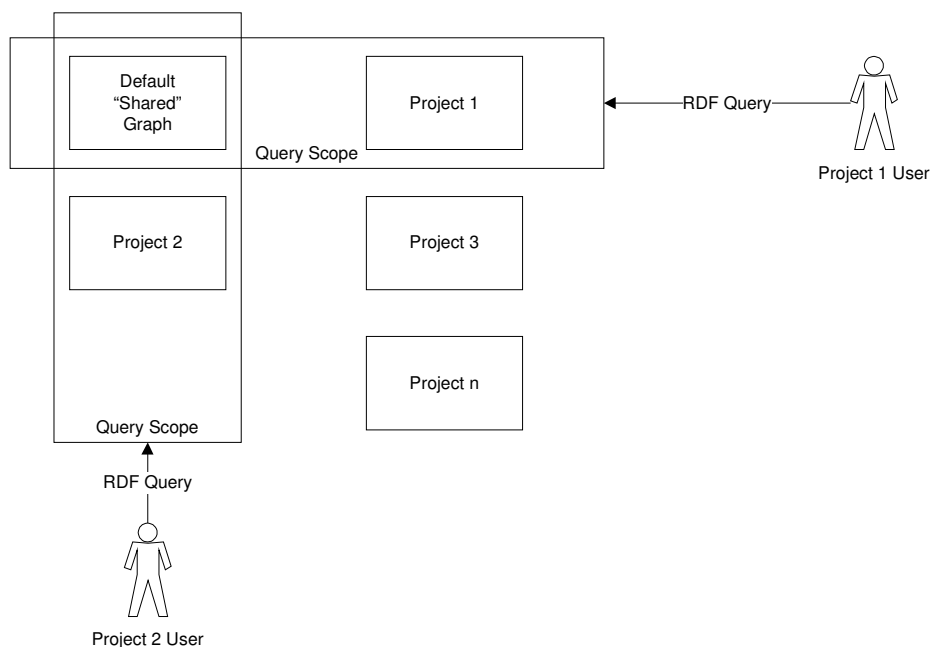 Default
“Shared”
Graph
Project 1
RDF Query
Query Scope
Project 1 User
Project 2
Project 3
Project n
Query Scope
RDF Query
Project 2 User